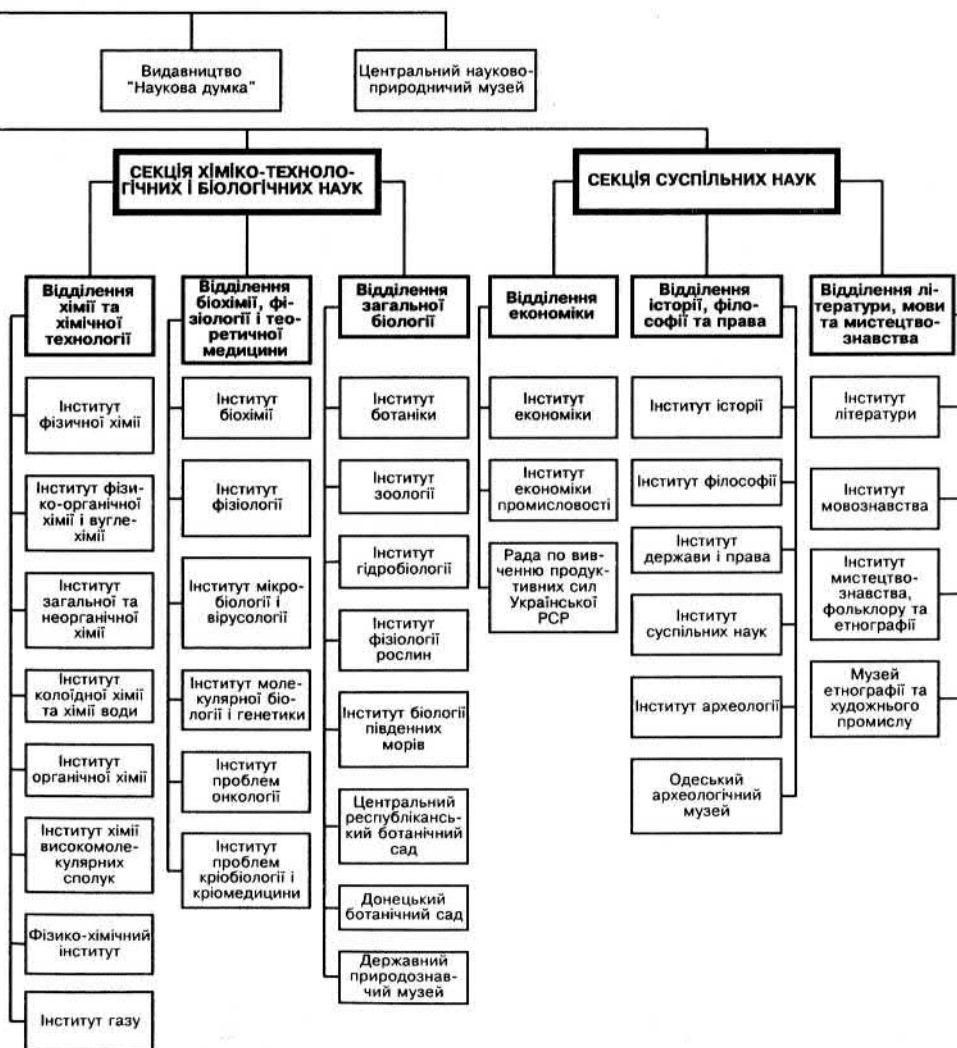 Видавництво
"Наукова думка"
Центральний науково-
природничий музей
СЕКЦІЯ ХІМІКО-ТЕХНОЛО-
ГІЧНИХ І БІОЛОГІЧНИХ НАУК
СЕКЦІЯ СУСПІЛЬНИХ НАУК
Відділення
хімії та
хімічної
технології
Інститут
фізичної хімії
Інститут фізи-
ко-органічної
хімії і вугле-
хімії
Інститут
загальної та
неорганічної
хімії
Інститут
колоїдної хімії
та хімії води
Інститут
органічної хімії
Інститут хімії
високомоле-
кулярних
сполук
Фізико-хімічний
інститут
Інститут газу
Відділення
біохімії, фі-
зіології і тео-
ретичної
медицини
Інститут
біохімії
Інститут
фізіології
Інститут мікро-
біології і
вірусології
Інститут моле-
кулярної біо-
логії і генетики
Інститут
проблем
онкології
Інститут
проблем
кріобіології і
кріомедицини
Відділення
загальної
біології
Інститут
ботаніки
Інститут
зоології
Інститут
гідробіології
Інститут
фізіології
рослин
Інститут біології
південних
морів
Центральний
республікансь-
кий ботанічний
сад
Донецький
ботанічний сад
Державний
природознав-
чий музей
Відділення
економіки
Інститут
економіки
Інститут
економіки
промисловості
Рада по вив-
ченню продук-
тивних сил
Української
РСР
Відділення
історії, філо-
софії та права
Інститут історії
Інститут філософії
Інститут
держави і права
Інститут
суспільних наук
Інститут археології
Одеський
археологічний
музей
Відділення лі-
тератури, мови
та мистецтво-
знавства
Інститут
літератури
Інститут
мовознавства
Інститут
мистецтво-
знавства,
фольклору та
етнографії
Музей
етнографії та
художнього
промислу